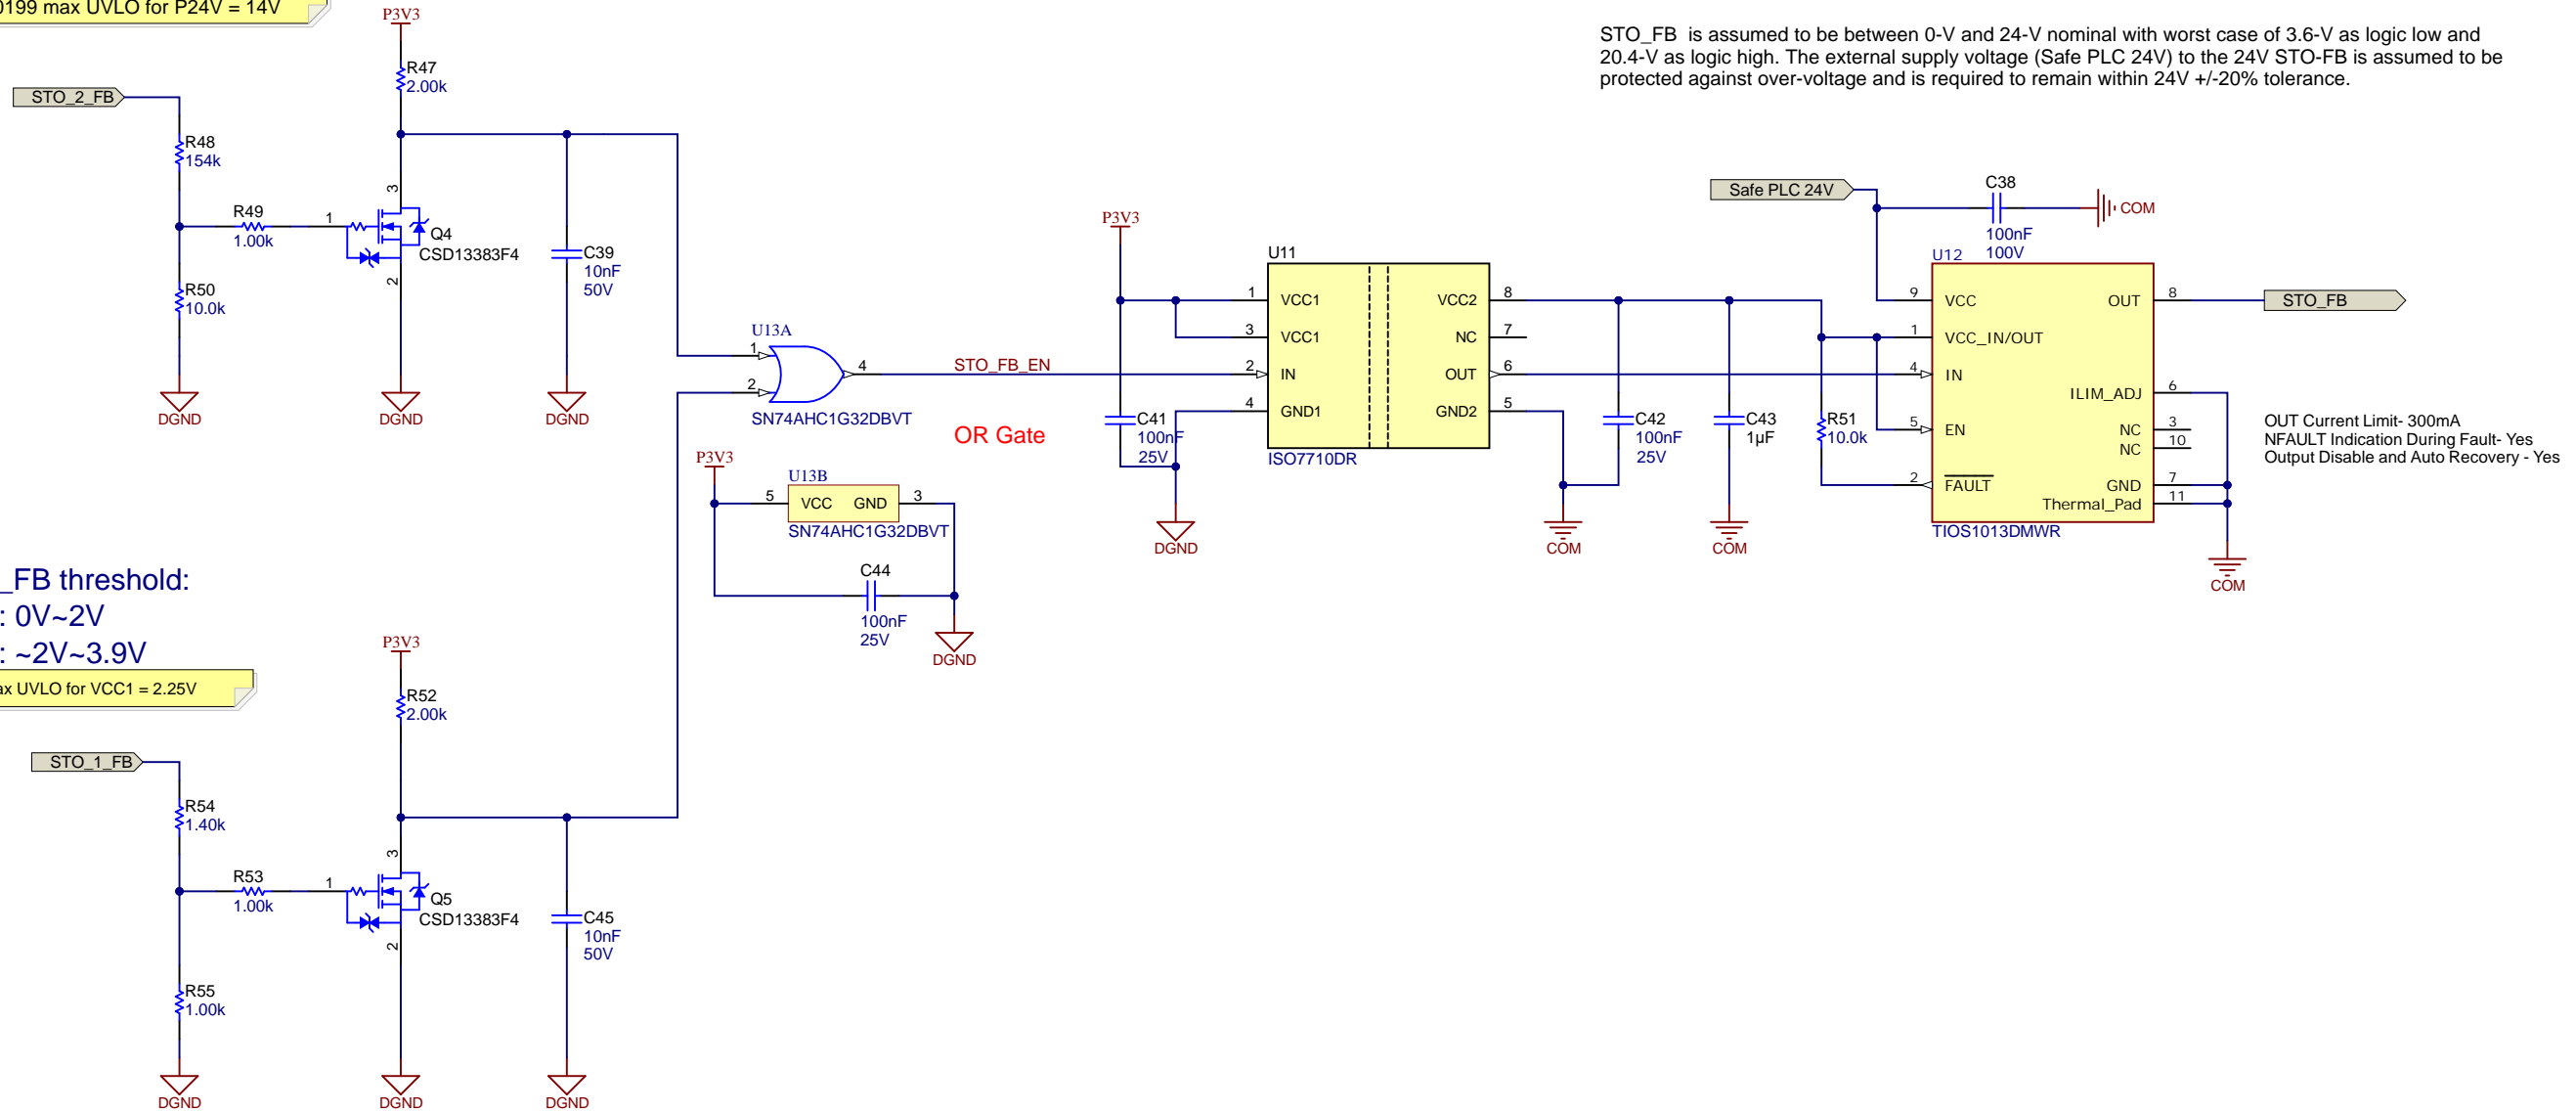 0199 max UVLO for P24V = 14V
P3V3
R47
2.00k
STO_2_FB
R48
154k
R49
1.00k
1
3
2
Q4
CSD13383F4
R50
10.0k
C39
10nF
50V
DGND
DGND
DGND
U13A
1
2
4
SN74AHC1G32DBVT
STO_FB_EN
OR Gate
P3V3
U13B
5
VCC
GND
3
SN74AHC1G32DBVT
C44
100nF
25V
DGND
_FB threshold:
: 0V~2V
: ~2V~3.9V
ax UVLO for VCC1 = 2.25V
P3V3
R52
2.00k
STO_1_FB
R54
1.40k
R53
1.00k
1
3
2
Q5
CSD13383F4
R55
1.00k
C45
10nF
50V
DGND
DGND
DGND
P3V3
C41
100nF
25V
DGND
U11
1
VCC1
3
VCC1
2
IN
4
GND1
VCC2
8
NC
7
OUT
6
GND2
5
ISO7710DR
C42
100nF
25V
COM
C43
1µF
COM
R51
10.0k
STO_FB is assumed to be between 0-V and 24-V nominal with worst case of 3.6-V as logic low and
20.4-V as logic high. The external supply voltage (Safe PLC 24V) to the 24V STO-FB is assumed to be
protected against over-voltage and is required to remain within 24V +/-20% tolerance.
Safe PLC 24V
C38
100nF
100V
COM
U12
9
VCC
1
VCC_IN/OUT
4
IN
5
EN
2
FAULT
OUT
8
ILIM_ADJ
6
NC
3
NC
10
GND
7
Thermal_Pad
11
TIOS1013DMWR
STO_FB
COM
OUT Current Limit- 300mA
NFAULT Indication During Fault- Yes
Output Disable and Auto Recovery - Yes